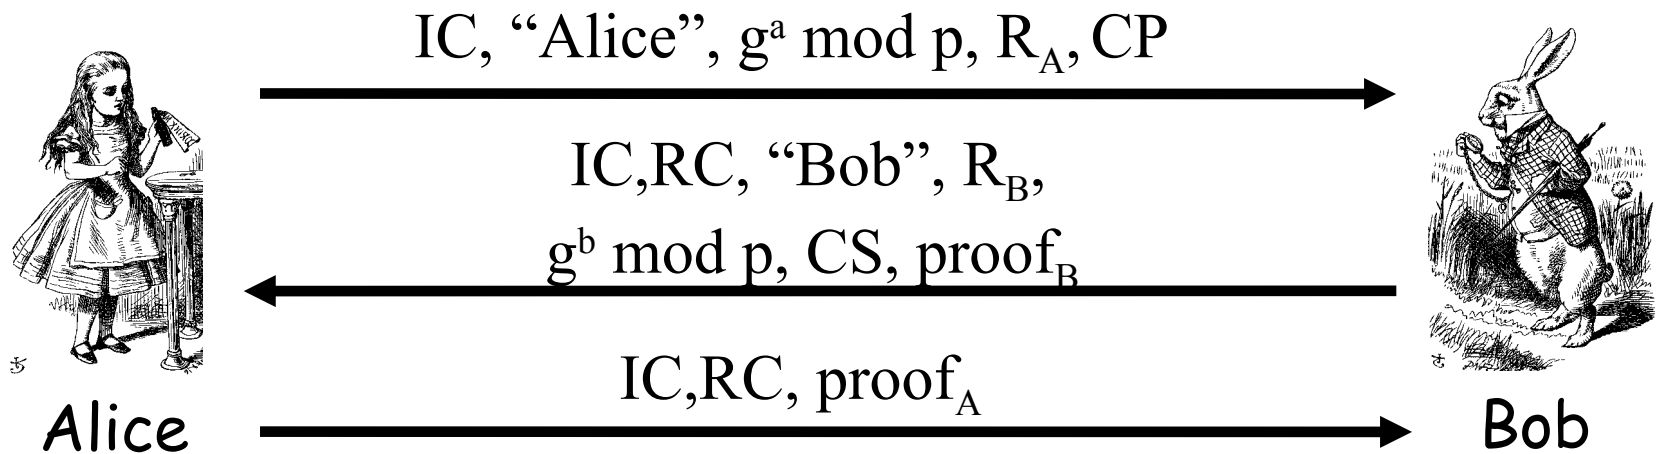 IC, “Alice”, gᵃ mod p, R_A, CP
IC,RC, “Bob”, R_B,
gᵇ mod p, CS, proof_B
IC,RC, proof_A
Alice
Bob